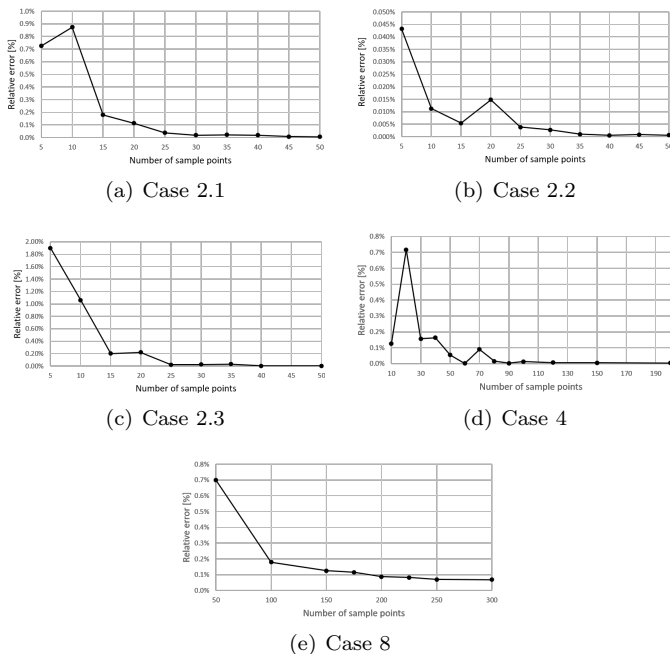 1.0%
0.9%
0.8%
0.7%
0.6%
0.5%
0.4%
0.3%
0.2%
0.1%
0.0%
Relative error [%]
5 10 15 20 25 30 35 40 45 50
Number of sample points
(a) Case 2.1
0.050%
0.045%
0.040%
0.035%
0.030%
0.025%
0.020%
0.015%
0.010%
0.005%
0.000%
Relative error [%]
5 10 15 20 25 30 35 40 45 50
Number of sample points
(b) Case 2.2
2.00%
1.80%
1.60%
1.40%
1.20%
1.00%
0.80%
0.60%
0.40%
0.20%
0.00%
Relative error [%]
5 10 15 20 25 30 35 40 45 50
Number of sample points
(c) Case 2.3
0.8%
0.7%
0.6%
0.5%
0.4%
0.3%
0.2%
0.1%
0.0%
Relative error [%]
10 30 50 70 90 110 130 150 170 190
Number of sample points
(d) Case 4
0.8%
0.7%
0.6%
0.5%
0.4%
0.3%
0.2%
0.1%
0.0%
Relative error [%]
50 100 150 200 250 300
Number of sample points
(e) Case 8